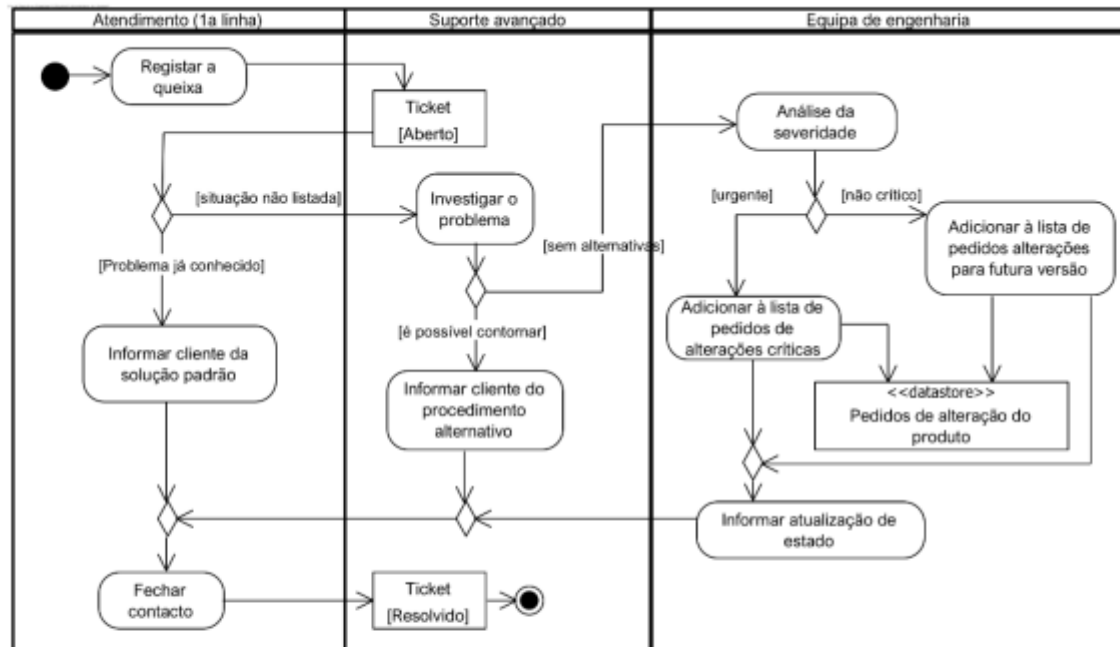 Atendimento (1a linha)
Suporte avançado
Equipa de engenharia
Registar a
queixa
Ticket
[Aberto]
Análise da
severidade
[situação não listada]
Investigar o
problema
[urgente]
[não crítico]
Adicionar à lista de
pedidos alterações
para futura versão
[sem alternativas]
[Problema já conhecido]
Adicionar à lista de
pedidos de
alterações críticas
[é possível contornar]
Informar cliente da
solução padrão
Informar cliente do
procedimento
alternativo
<<datastore>>
Pedidos de alteração do
produto
Informar atualização de
estado
Fechar
contacto
Ticket
[Resolvido]